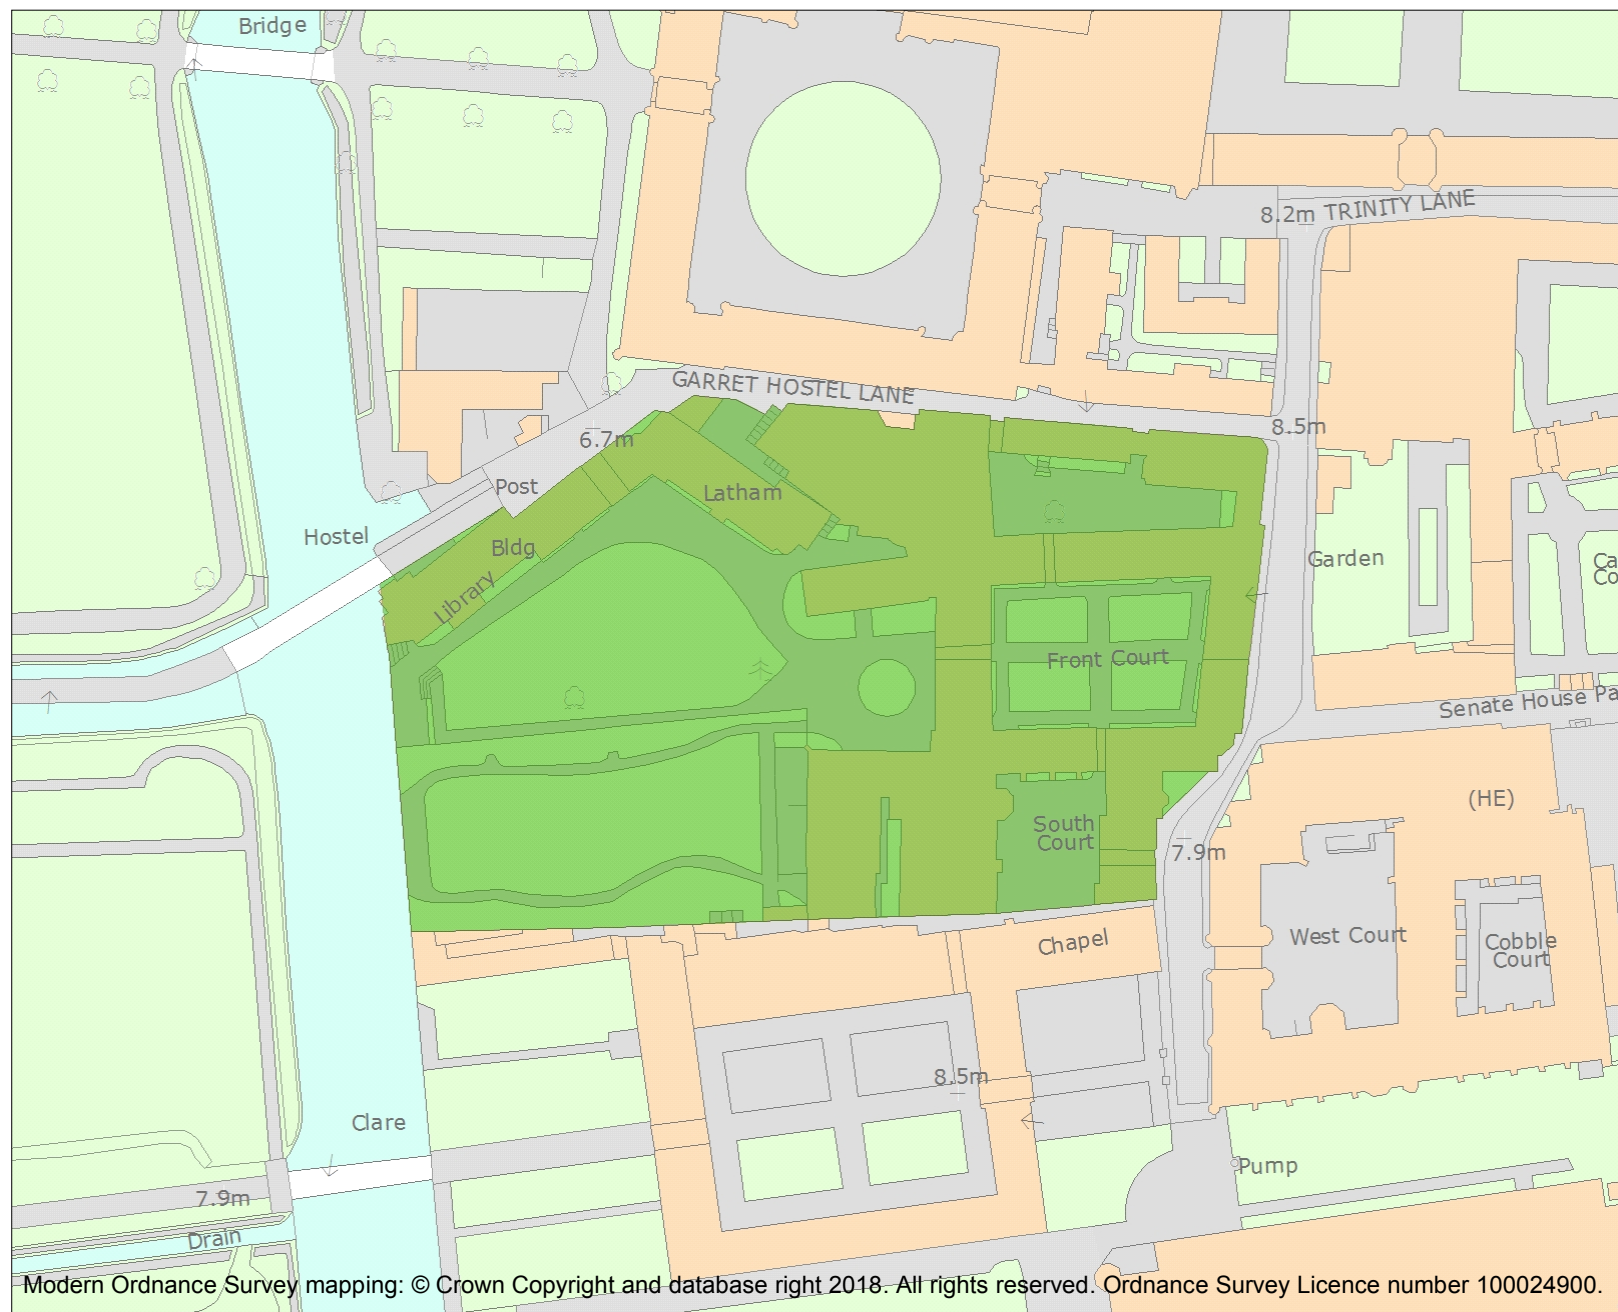 Bridge
8.2m TRINITY LANE
GARRET HOSTEL LANE
8.5m
6.7m
Post
Latham
Hostel
Bldg
Library
Garden
Ca
Co
Front Court
Senate House Pa
(HE)
South
Court
7.9m
West Court
Chapel
Cobble
Court
8.5m
Clare
Pump
7.9m
Drain
Modern Ordnance Survey mapping: © Crown Copyright and database right 2018. All rights reserved. Ordnance Survey Licence number 100024900.